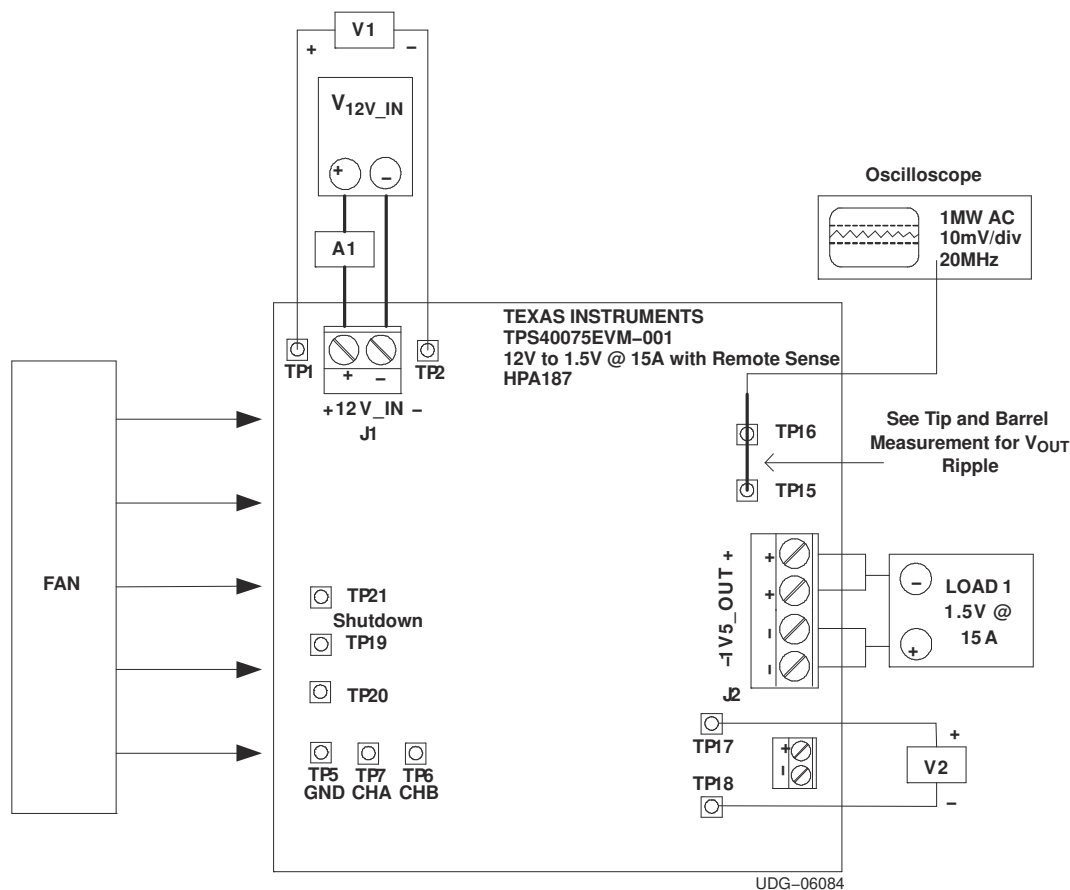 V1
+ −
V12V_IN
+ −
A1
Oscilloscope
1MW AC
10mV/div
20MHz
TEXAS INSTRUMENTS
TPS40075EVM−001
12V to 1.5V @ 15A with Remote Sense
HPA187
TP1
+ −
TP2
+12V_IN −
J1
TP16
See Tip and Barrel
Measurement for VOUT
Ripple
TP15
FAN
TP21
Shutdown
TP19
TP20
TP5
GND
TP7
CHA
TP6
CHB
−1V5_OUT +
+
+
−
−
J2
−
+
LOAD 1
1.5V @
15A
TP17
TP18
+
−
+
V2
−
UDG−06084